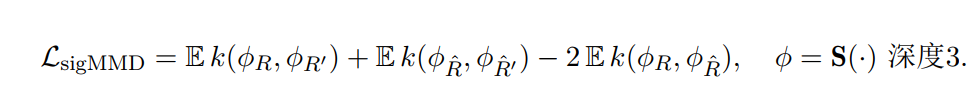 $\mathcal{L}_{\text{sigMMD}} = \mathbb{E}\, k(\phi_R, \phi_{R'}) + \mathbb{E}\, k(\phi_{\hat{R}}, \phi_{\hat{R}'}) - 2\, \mathbb{E}\, k(\phi_R, \phi_{\hat{R}}), \quad \phi = \mathbf{S}(\cdot)$ 深度3.